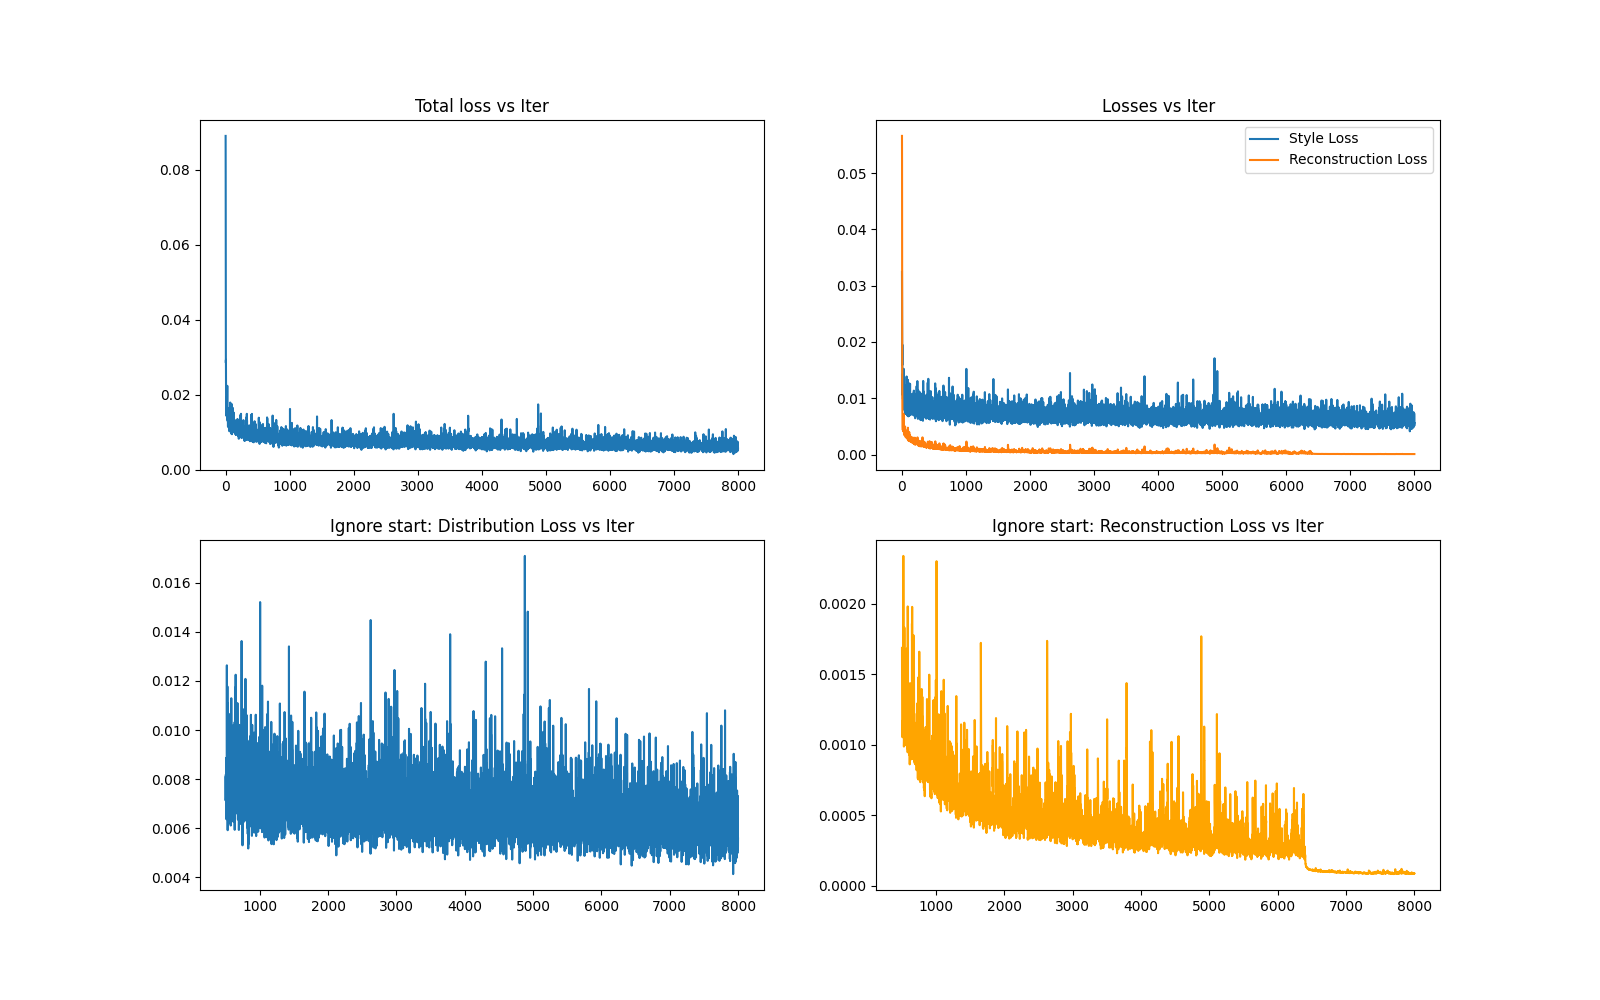 Total loss vs Iter
0.08
0.06
0.04
0.02
0.00
0 1000 2000 3000 4000 5000 6000 7000 8000
Losses vs Iter
Style Loss
Reconstruction Loss
0.05
0.04
0.03
0.02
0.01
0.00
0 1000 2000 3000 4000 5000 6000 7000 8000
Ignore start: Distribution Loss vs Iter
0.016
0.014
0.012
0.010
0.008
0.006
0.004
1000 2000 3000 4000 5000 6000 7000 8000
Ignore start: Reconstruction Loss vs Iter
0.0020
0.0015
0.0010
0.0005
0.0000
1000 2000 3000 4000 5000 6000 7000 8000